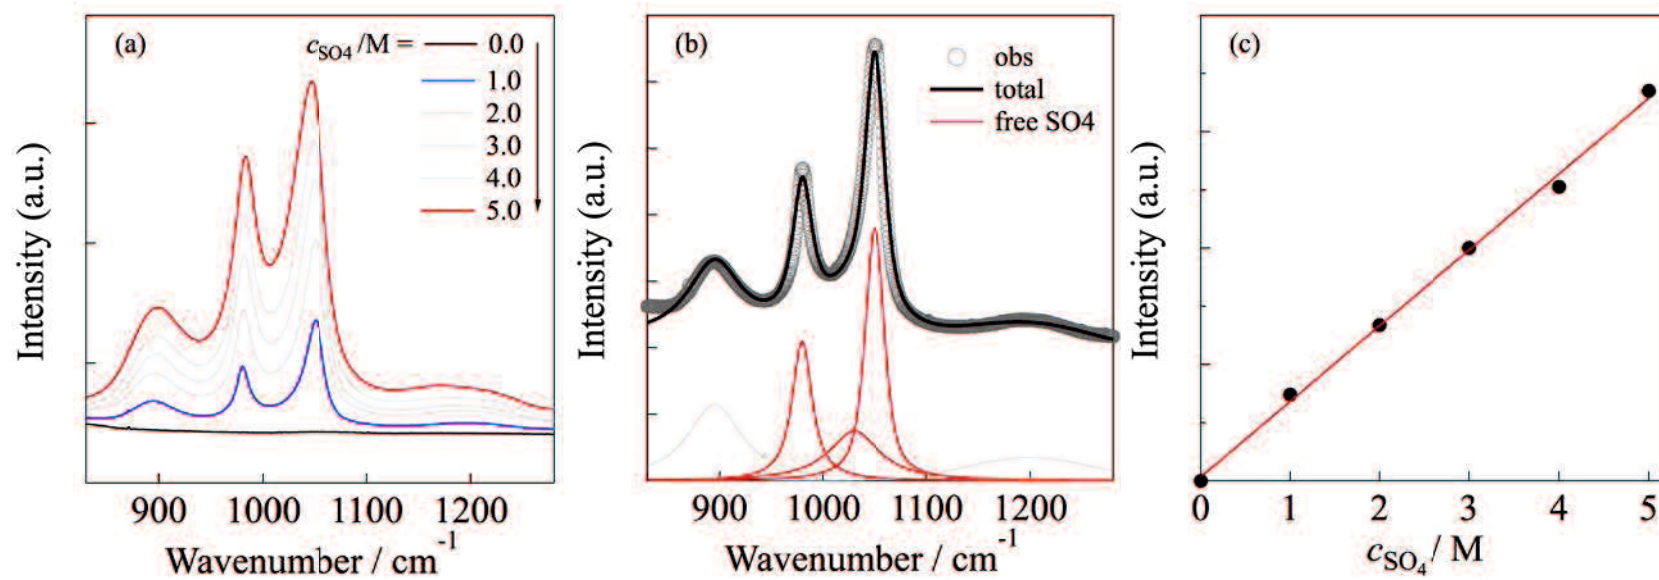 (a)
c_SO4 /M =
0.0
1.0
2.0
3.0
4.0
5.0
Intensity (a.u.)
900 1000 1100 1200
Wavenumber / cm⁻¹
(b)
obs
total
free SO4
Intensity (a.u.)
900 1000 1100 1200
Wavenumber / cm⁻¹
(c)
Intensity (a.u.)
0 1 2 3 4 5
c_SO₄ / M